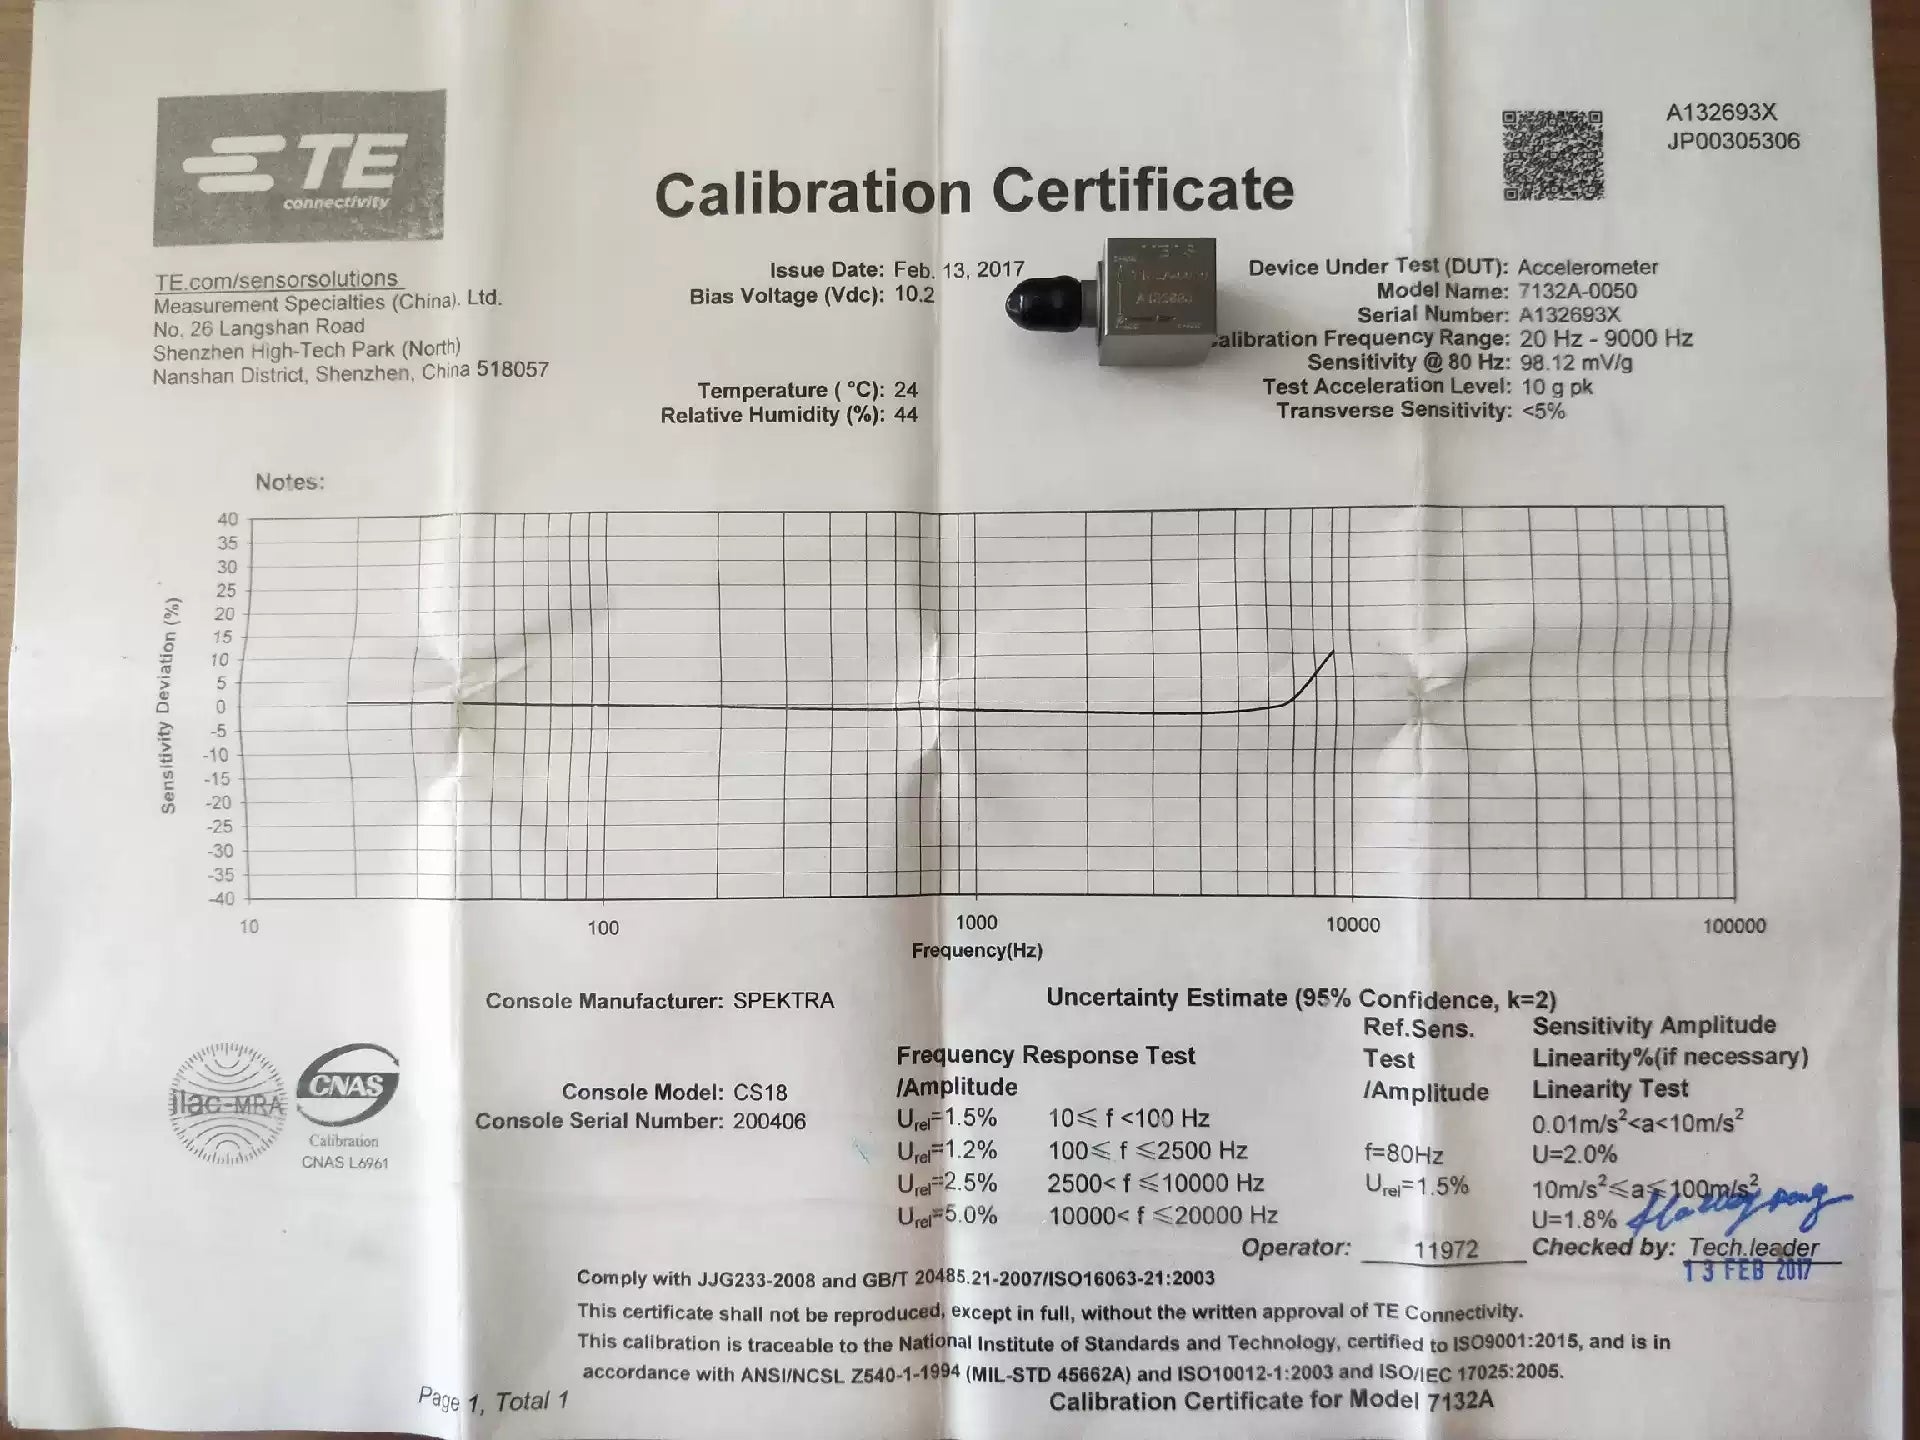 TE
connectivity
A132693X
JP00305306
Calibration Certificate
TE.com/sensorsolutions
Measurement Specialties (China). Ltd.
No. 26 Langshan Road
Shenzhen High-Tech Park (North)
Nanshan District, Shenzhen, China 518057
Issue Date: Feb. 13, 2017
Bias Voltage (Vdc): 10.2
Temperature ( °C): 24
Relative Humidity (%): 44
Device Under Test (DUT): Accelerometer
Model Name: 7132A-0050
Serial Number: A132693X
alibration Frequency Range: 20 Hz - 9000 Hz
Sensitivity @ 80 Hz: 98.12 mV/g
Test Acceleration Level: 10 g pk
Transverse Sensitivity: <5%
Notes:
Sensitivity Deviation (%)
40
35
30
25
20
15
10
5
0
-5
-10
-15
-20
-25
-30
-35
-40
10 100 1000 10000 100000
Frequency(Hz)
Console Manufacturer: SPEKTRA
Console Model: CS18
Console Serial Number: 200406
ilac-MRA
CNAS
Calibration
CNAS L6961
Uncertainty Estimate (95% Confidence, k=2)
Frequency Response Test
/Amplitude
Urel=1.5% 10≤ f <100 Hz
Urel=1.2% 100≤ f ≤2500 Hz
Urel=2.5% 2500< f ≤10000 Hz
Urel=5.0% 10000< f ≤20000 Hz
Ref.Sens.
Test
/Amplitude
f=80Hz
Urel=1.5%
Sensitivity Amplitude
Linearity%(if necessary)
Linearity Test
0.01m/s²<a<10m/s²
U=2.0%
10m/s²≤a≤100m/s²
U=1.8%
Operator: 11972
Checked by: Tech.leader
13 FEB 2017
Comply with JJG233-2008 and GB/T 20485.21-2007/ISO16063-21:2003
This certificate shall not be reproduced, except in full, without the written approval of TE Connectivity.
This calibration is traceable to the National Institute of Standards and Technology, certified to ISO9001:2015, and is in
accordance with ANSI/NCSL Z540-1-1994 (MIL-STD 45662A) and ISO10012-1:2003 and ISO/IEC 17025:2005.
Page 1, Total 1
Calibration Certificate for Model 7132A